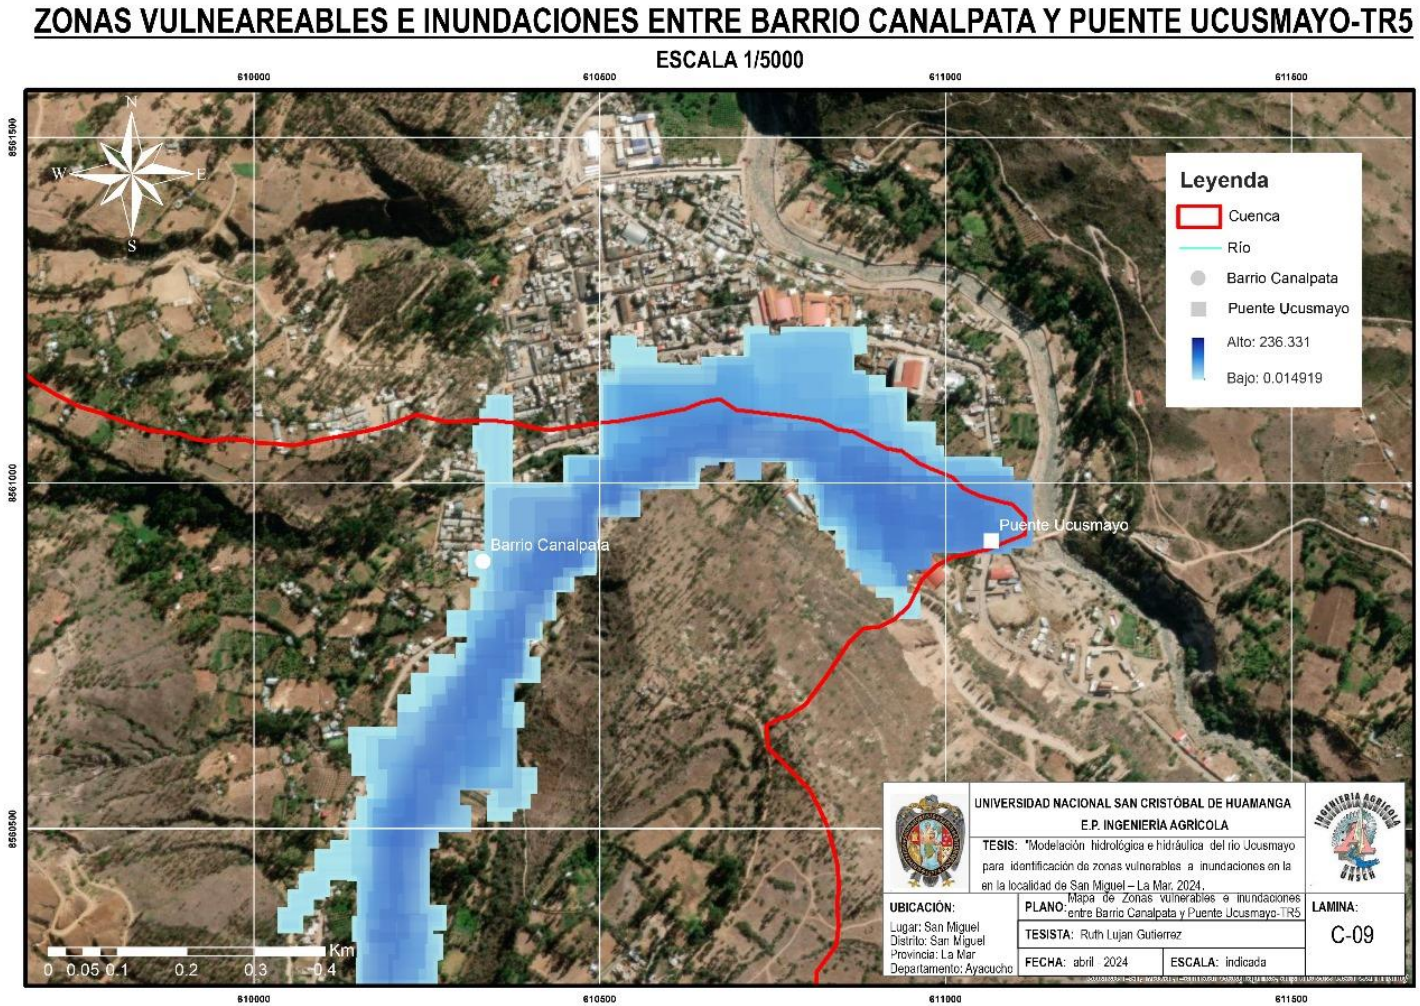 ZONAS VULNEAREABLES E INUNDACIONES ENTRE BARRIO CANALPATA Y PUENTE UCUSMAYO-TR5
ESCALA 1/5000
610000
610500
611000
611500
8561500
8561000
8560500
N
W
E
S
Leyenda
Cuenca
Río
Barrio Canalpata
Puente Ucusmayo
Alto: 236.331
Bajo: 0.014919
Puente Ucusmayo
Barrio Canalpata
Km
0 0.05 0.1 0.2 0.3 0.4
UNIVERSIDAD NACIONAL SAN CRISTÓBAL DE HUAMANGA
E.P. INGENIERÍA AGRÍCOLA
TESIS: "Modelación hidrológica e hidráulica del río Ucusmayo
para identificación de zonas vulnerables a inundaciones en la
en la localidad de San Miguel – La Mar, 2024.
INGENIERIA AGRICOLA
UNSCH
UBICACIÓN:
Lugar: San Miguel
Distrito: San Miguel
Provincia: La Mar
Departamento: Ayacucho
PLANO: Mapa de Zonas vulnerables e inundaciones
entre Barrio Canalpata y Puente Ucusmayo-TR5
TESISTA: Ruth Lujan Gutierrez
FECHA: abril - 2024
ESCALA: indicada
LAMINA:
C-09
610000
610500
611000
611500